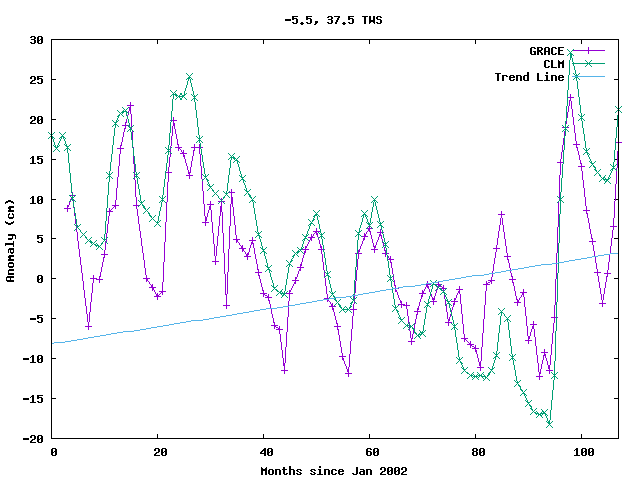 -5.5, 37.5 TWS
GRACE
CLM
Trend Line
30
25
20
15
10
5
0
-5
-10
-15
-20
Anomaly (cm)
0 20 40 60 80 100
Months since Jan 2002